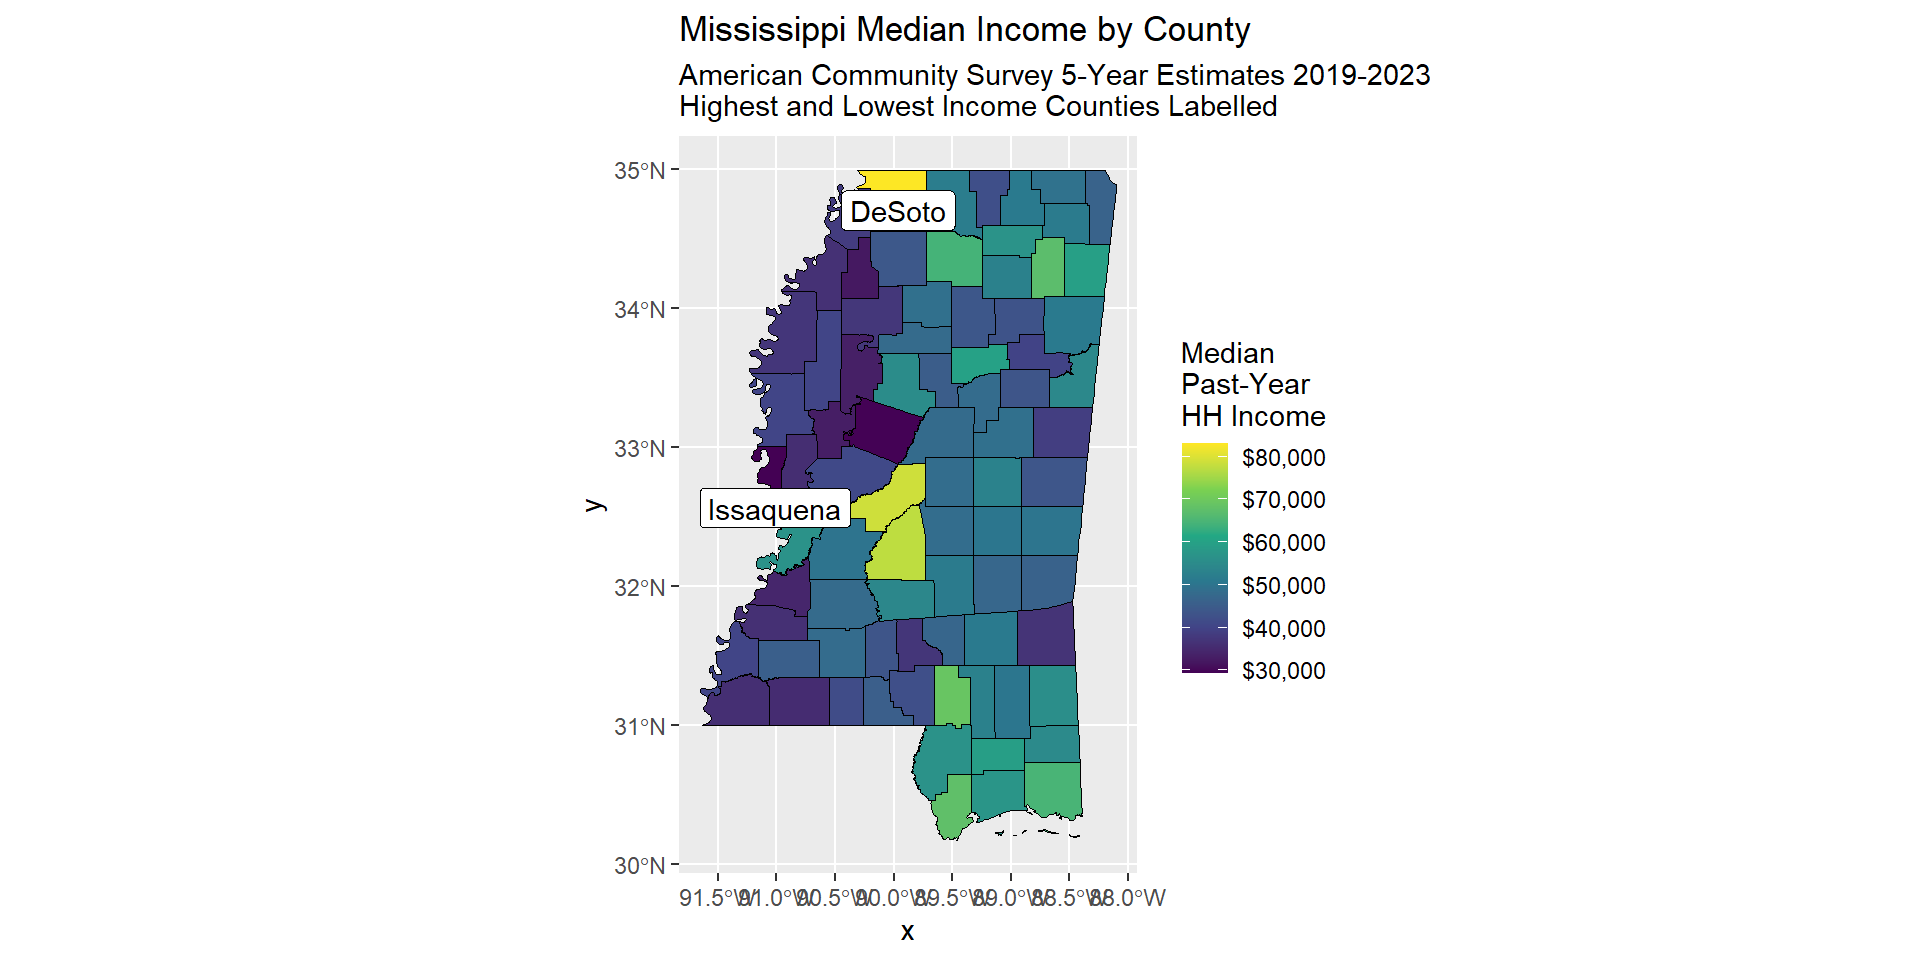 Mississippi Median Income by County
American Community Survey 5-Year Estimates 2019-2023
Highest and Lowest Income Counties Labelled
35°N
34°N
33°N
32°N
31°N
30°N
y
DeSoto
Issaquena
91.5°W 91.0°W 90.5°W 90.0°W 89.5°W 89.0°W 88.5°W 88.0°W
x
Median
Past-Year
HH Income
$80,000
$70,000
$60,000
$50,000
$40,000
$30,000